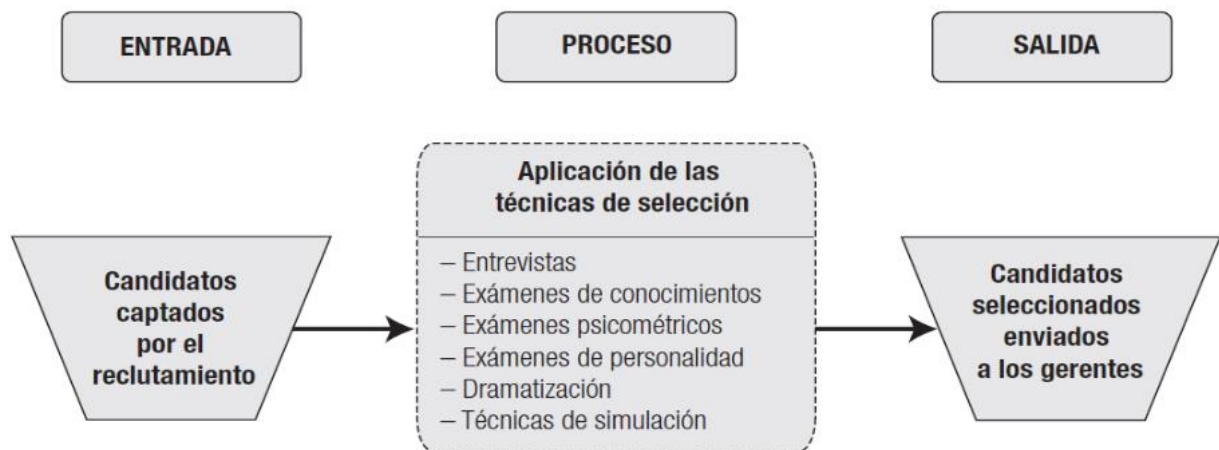 ENTRADA
PROCESO
SALIDA
Candidatos
captados
por el
reclutamiento
Aplicación de las
técnicas de selección
– Entrevistas
– Exámenes de conocimientos
– Exámenes psicométricos
– Exámenes de personalidad
– Dramatización
– Técnicas de simulación
Candidatos
seleccionados
enviados
a los gerentes